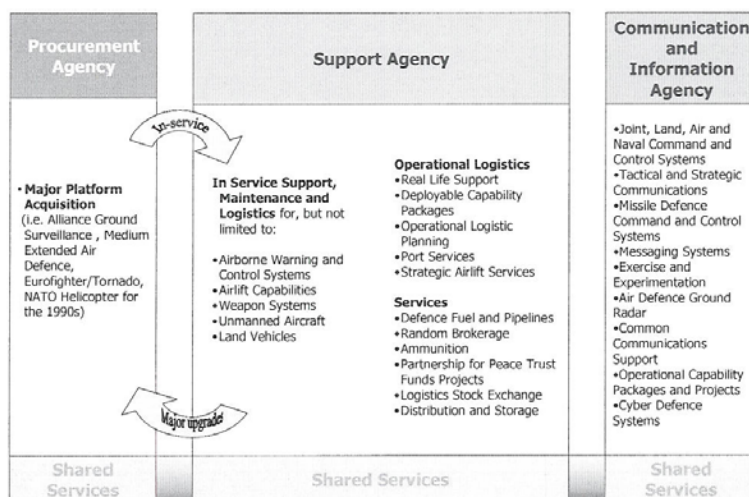 Procurement
Agency
Support Agency
Communication
and
Information
Agency
In-service
• Major Platform
Acquisition
(i.e. Alliance Ground
Surveillance , Medium
Extended Air
Defence,
Eurofighter/Tornado,
NATO Helicopter for
the 1990s)
In Service Support,
Maintenance and
Logistics for, but not
limited to:
•Airborne Warning and
Control Systems
•Airlift Capabilities
•Weapon Systems
•Unmanned Aircraft
•Land Vehicles
Operational Logistics
•Real Life Support
•Deployable Capability
Packages
•Operational Logistic
Planning
•Port Services
•Strategic Airlift Services
Services
•Defence Fuel and Pipelines
•Random Brokerage
•Ammunition
•Partnership for Peace Trust
Funds Projects
•Logistics Stock Exchange
•Distribution and Storage
•Joint, Land, Air and
Naval Command and
Control Systems
•Tactical and Strategic
Communications
•Missile Defence
Command and Control
Systems
•Messaging Systems
•Exercise and
Experimentation
•Air Defence Ground
Radar
•Common
Communications
Support
•Operational Capability
Packages and Projects
•Cyber Defence
Systems
Major upgrade
Shared
Services
Shared Services
Shared
Services